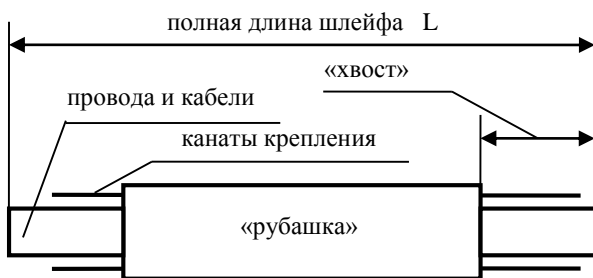 полная длина шлейфа L
«хвост»
провода и кабели
канаты крепления
«рубашка»